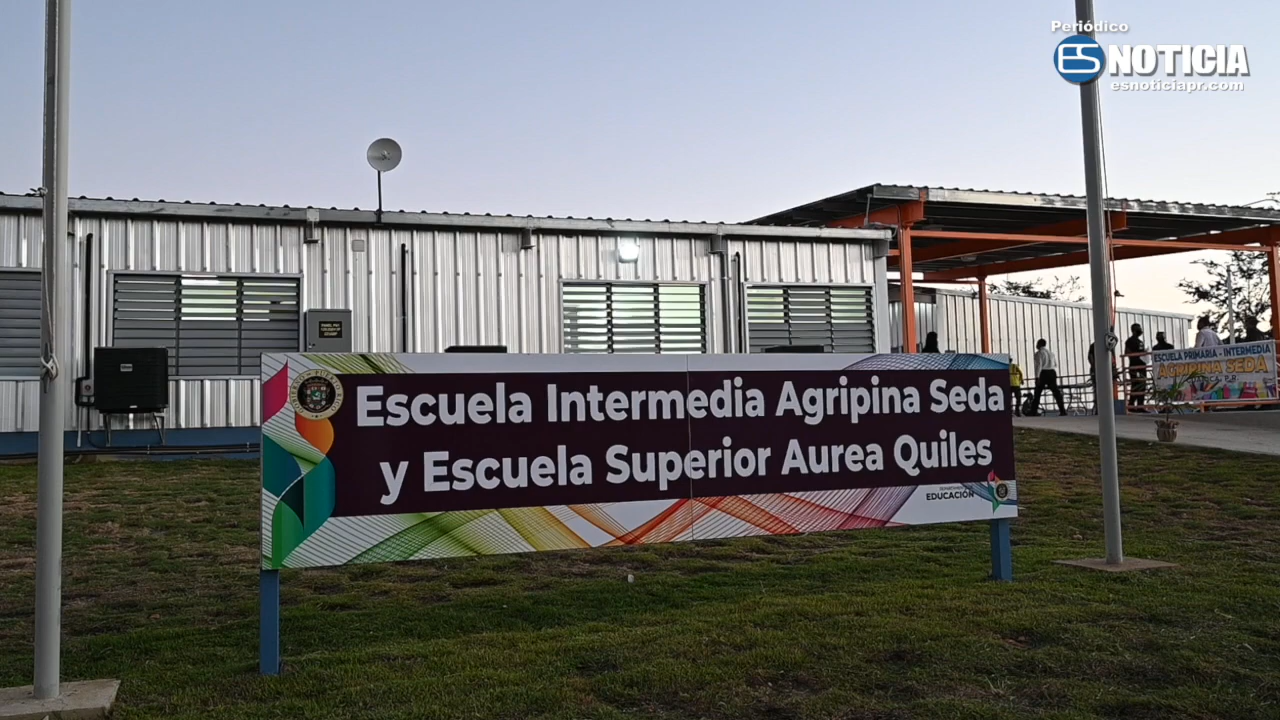 Periódico
ES NOTICIA
esnoticiapr.com
Escuela Intermedia Agripina Seda
y Escuela Superior Aurea Quiles
EDUCACIÓN
ESCUELA PRIMARIA - INTERMEDIA
AGRIPINA SEDA